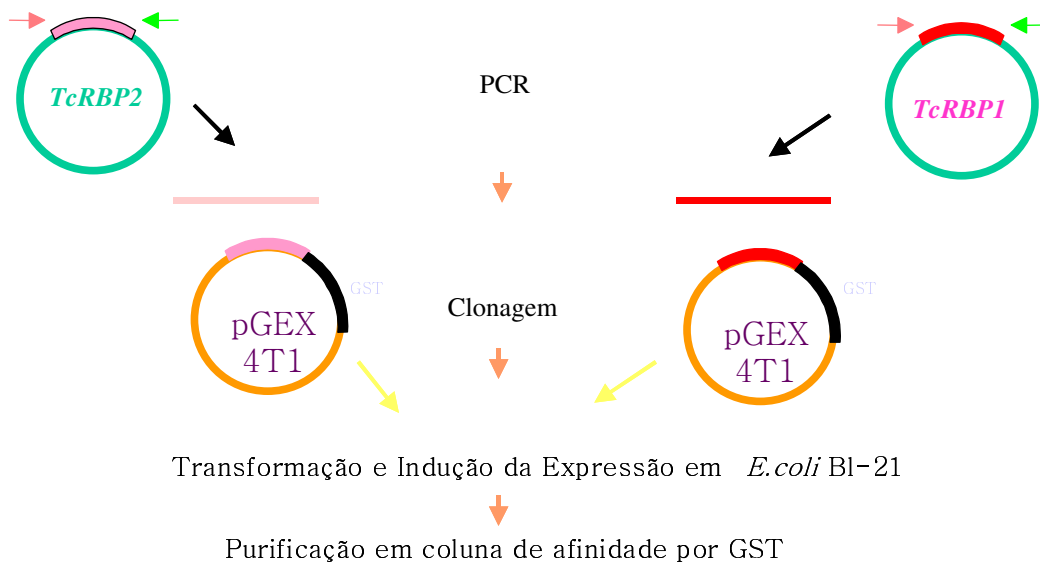 TcRBP2
PCR
TcRBP1
GST
GST
Clonagem
pGEX
4T1
pGEX
4T1
Transformação e Indução da Expressão em E.coli Bl-21
Purificação em coluna de afinidade por GST